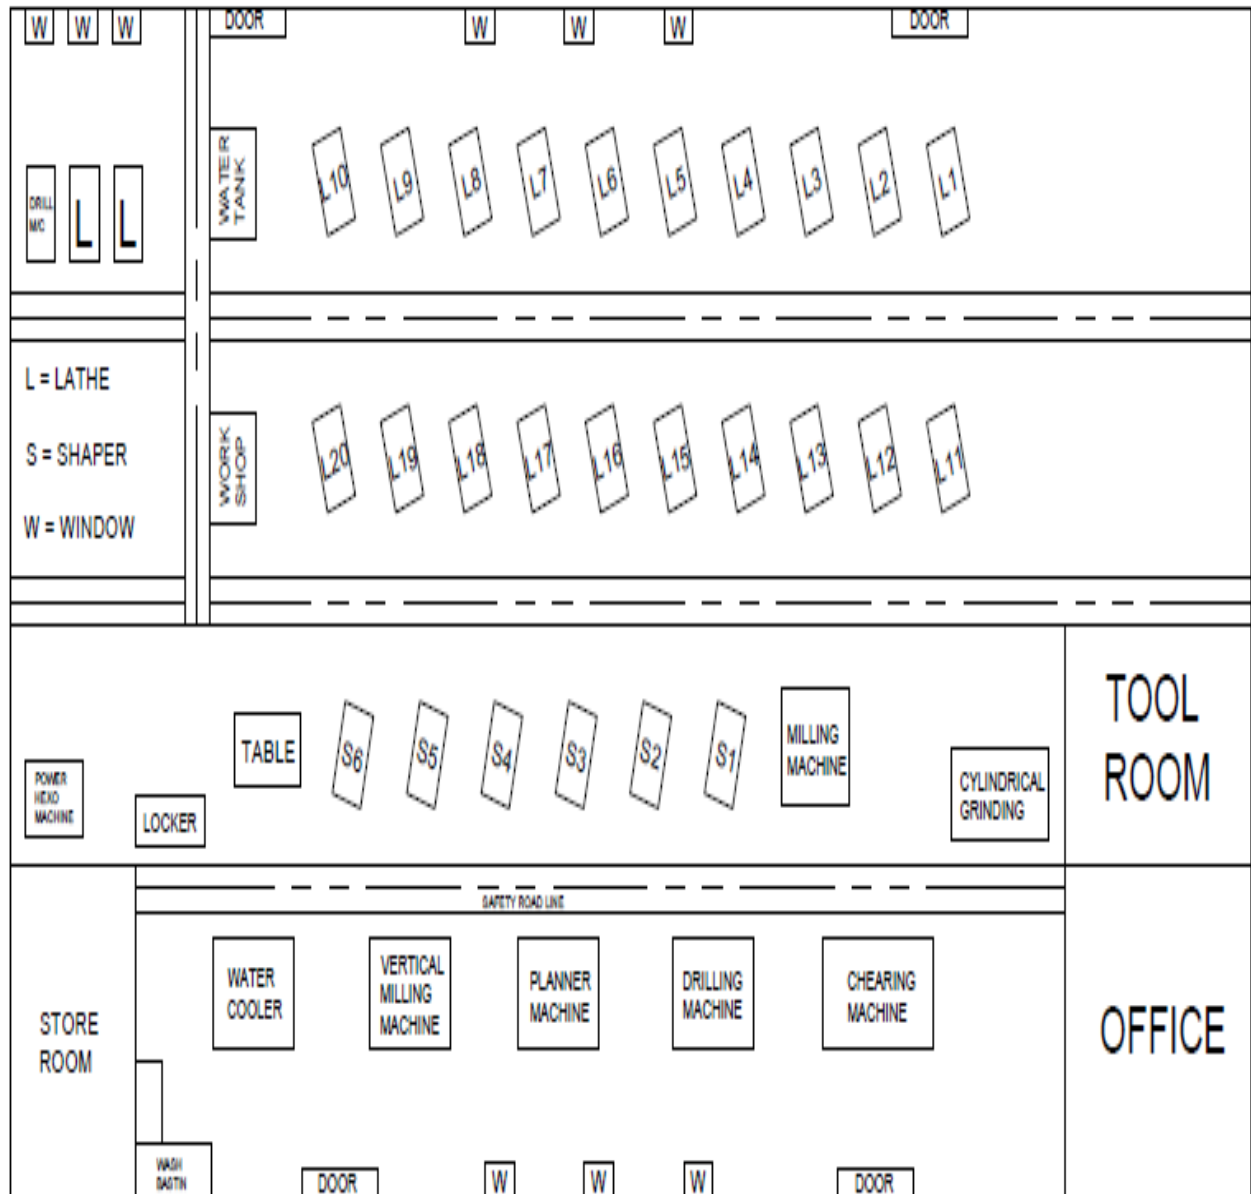 W W W DOOR W W W DOOR
DRILL
M/C
L L
WATER
TANK
L10 L9 L8 L7 L6 L5 L4 L3 L2 L1
L = LATHE
S = SHAPER
W = WINDOW
WORK
SHOP
L20 L19 L18 L17 L16 L15 L14 L13 L12 L11
POWER
HEXO
MACHINE
LOCKER
TABLE
S6 S5 S4 S3 S2 S1
MILLING
MACHINE
CYLINDRICAL
GRINDING
TOOL
ROOM
SAFETY ROAD LINE
STORE
ROOM
WATER
COOLER
VERTICAL
MILLING
MACHINE
PLANNER
MACHINE
DRILLING
MACHINE
CHEARING
MACHINE
OFFICE
WASH
BASTIN
DOOR W W W DOOR